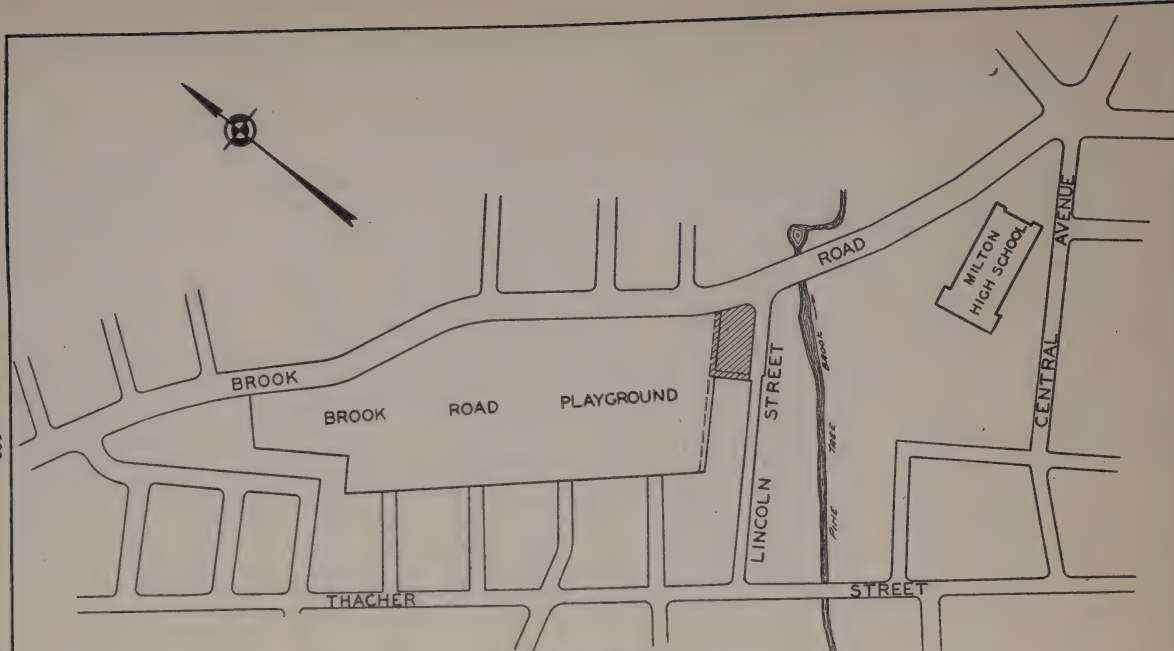 BROOK ROAD
BROOK ROAD PLAYGROUND
LINCOLN STREET
PINE TREE BROOK
MILTON
HIGH SCHOOL
CENTRAL AVENUE
THACHER STREET